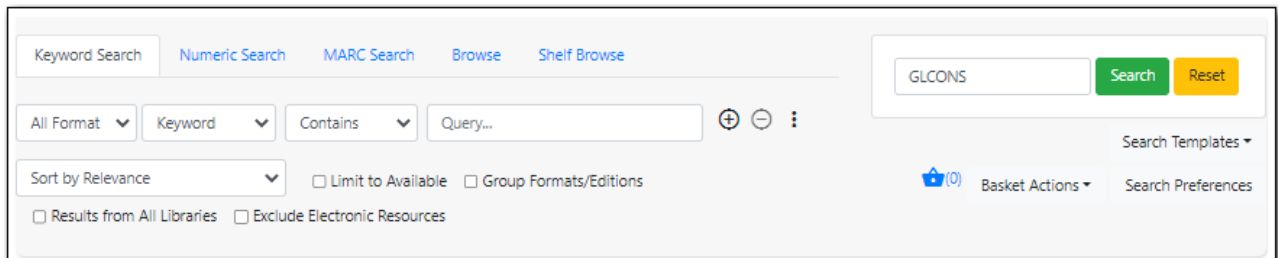 Keyword Search Numeric Search MARC Search Browse Shelf Browse
GLCONS Search Reset
All Format Keyword Contains Query...
Search Templates
Sort by Relevance Limit to Available Group Formats/Editions
(0) Basket Actions Search Preferences
Results from All Libraries Exclude Electronic Resources